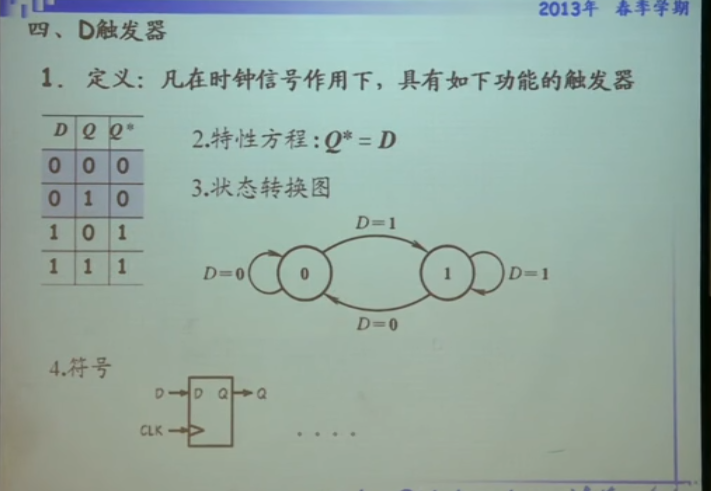 2013年 春季学期
四、D触发器
1. 定义：凡在时钟信号作用下，具有如下功能的触发器
D Q Q*
0 0 0
0 1 0
1 0 1
1 1 1
2.特性方程：Q* = D
3.状态转换图
D=1
D=0 0 1 D=1
D=0
4.符号
D D Q Q
CLK
. . . .